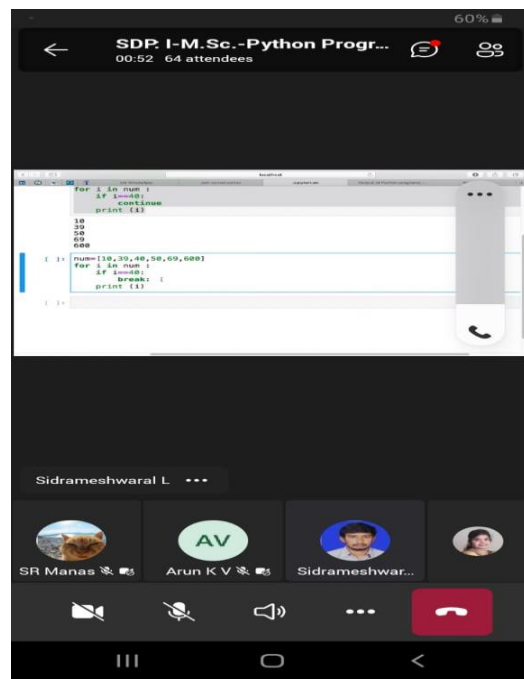 60%
SDP: I-M.Sc.-Python Progr...
00:52 64 attendees
localhost
for i in num :
if i==40:
continue
print (i)
10
39
50
69
600
[ ]: num=[10,39,40,50,69,600]
for i in num :
if i==40:
break: 
print (i)
[ ]:
Sidrameshwaral L
AV
SR Manas
Arun K V
Sidrameshwar...